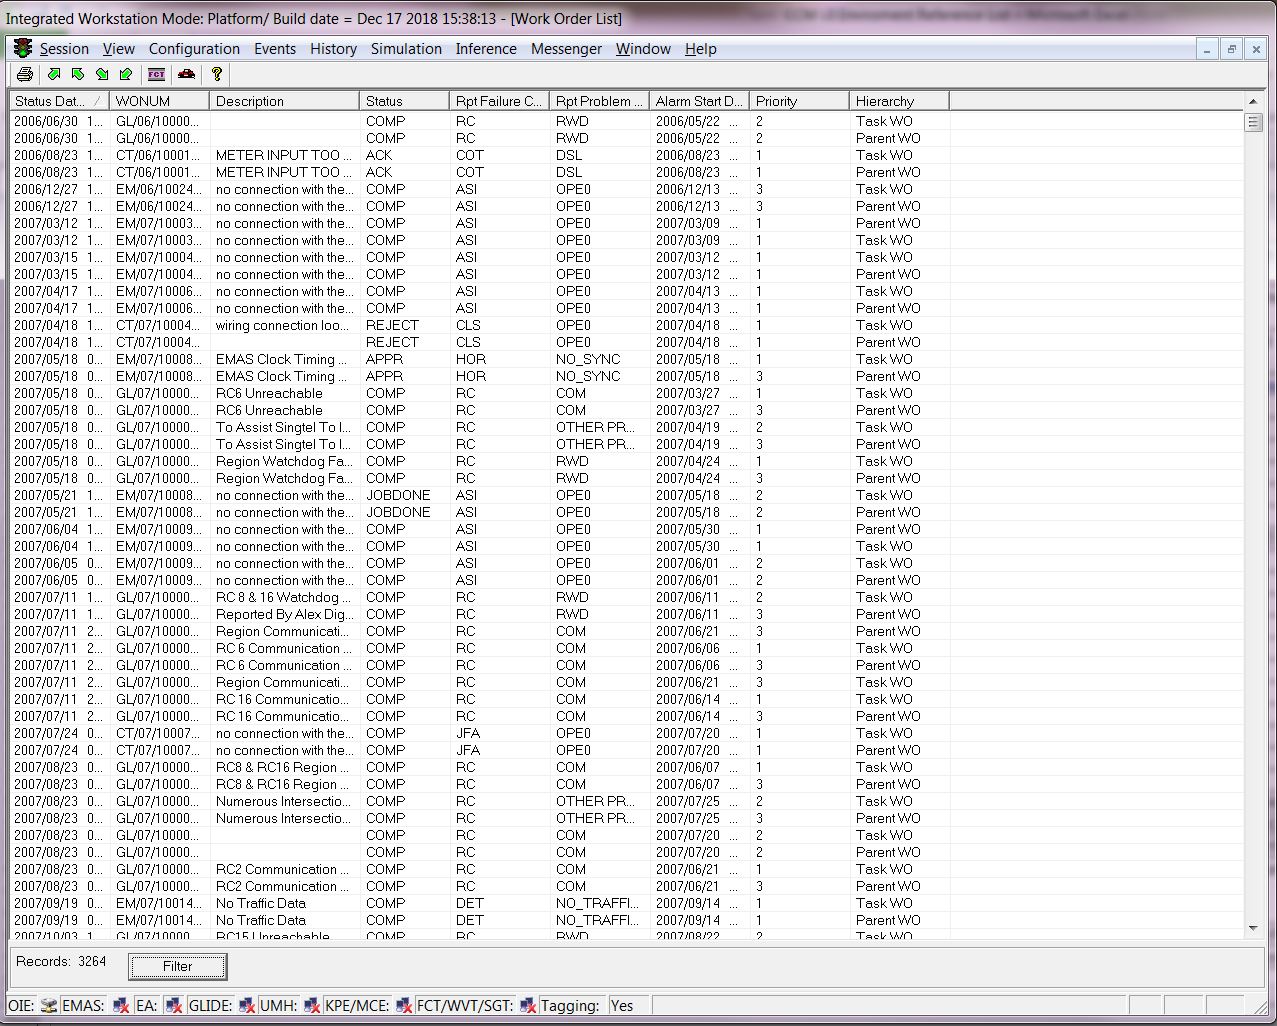 Integrated Workstation Mode: Platform/ Build date = Dec 17 2018 15:38:13 - [Work Order List]
Session View Configuration Events History Simulation Inference Messenger Window Help
FCT
Status Dat... WONUM Description Status Rpt Failure C... Rpt Problem ... Alarm Start D... Priority Hierarchy
2006/06/30 1... GL/06/10000... COMP RC RWD 2006/05/22 ... 2 Task WO
2006/06/30 1... GL/06/10000... COMP RC RWD 2006/05/22 ... 2 Parent WO
2006/08/23 1... CT/06/10001... METER INPUT TOO ... ACK COT DSL 2006/08/23 ... 1 Task WO
2006/08/23 1... CT/06/10001... METER INPUT TOO ... ACK COT DSL 2006/08/23 ... 1 Parent WO
2006/12/27 1... EM/06/10024... no connection with the... COMP ASI OPE0 2006/12/13 ... 3 Task WO
2006/12/27 1... EM/06/10024... no connection with the... COMP ASI OPE0 2006/12/13 ... 3 Parent WO
2007/03/12 1... EM/07/10003... no connection with the... COMP ASI OPE0 2007/03/09 ... 1 Parent WO
2007/03/12 1... EM/07/10003... no connection with the... COMP ASI OPE0 2007/03/09 ... 1 Task WO
2007/03/15 1... EM/07/10004... no connection with the... COMP ASI OPE0 2007/03/12 ... 1 Task WO
2007/03/15 1... EM/07/10004... no connection with the... COMP ASI OPE0 2007/03/12 ... 1 Parent WO
2007/04/17 1... EM/07/10006... no connection with the... COMP ASI OPE0 2007/04/13 ... 1 Task WO
2007/04/17 1... EM/07/10006... no connection with the... COMP ASI OPE0 2007/04/13 ... 1 Parent WO
2007/04/18 1... CT/07/10004... wiring connection loo... REJECT CLS OPE0 2007/04/18 ... 1 Task WO
2007/04/18 1... CT/07/10004... REJECT CLS OPE0 2007/04/18 ... 1 Parent WO
2007/05/18 0... EM/07/10008... EMAS Clock Timing ... APPR HOR NO_SYNC 2007/05/18 ... 1 Task WO
2007/05/18 0... EM/07/10008... EMAS Clock Timing ... APPR HOR NO_SYNC 2007/05/18 ... 3 Parent WO
2007/05/18 0... GL/07/10000... RC6 Unreachable COMP RC COM 2007/03/27 ... 1 Task WO
2007/05/18 0... GL/07/10000... RC6 Unreachable COMP RC COM 2007/03/27 ... 3 Parent WO
2007/05/18 0... GL/07/10000... To Assist Singtel To I... COMP RC OTHER PR... 2007/04/19 ... 2 Task WO
2007/05/18 0... GL/07/10000... To Assist Singtel To I... COMP RC OTHER PR... 2007/04/19 ... 3 Parent WO
2007/05/18 0... GL/07/10000... Region Watchdog Fa... COMP RC RWD 2007/04/24 ... 1 Task WO
2007/05/18 0... GL/07/10000... Region Watchdog Fa... COMP RC RWD 2007/04/24 ... 3 Parent WO
2007/05/21 1... EM/07/10008... no connection with the... JOBDONE ASI OPE0 2007/05/18 ... 2 Task WO
2007/05/21 1... EM/07/10008... no connection with the... JOBDONE ASI OPE0 2007/05/18 ... 2 Parent WO
2007/06/04 1... EM/07/10009... no connection with the... COMP ASI OPE0 2007/05/30 ... 1 Parent WO
2007/06/04 1... EM/07/10009... no connection with the... COMP ASI OPE0 2007/05/30 ... 1 Task WO
2007/06/05 0... EM/07/10009... no connection with the... COMP ASI OPE0 2007/06/01 ... 2 Task WO
2007/06/05 0... EM/07/10009... no connection with the... COMP ASI OPE0 2007/06/01 ... 2 Parent WO
2007/07/11 1... GL/07/10000... RC 8 & 16 Watchdog ... COMP RC RWD 2007/06/11 ... 2 Task WO
2007/07/11 1... GL/07/10000... Reported By Alex Dig... COMP RC RWD 2007/06/11 ... 3 Parent WO
2007/07/11 2... GL/07/10000... Region Communicati... COMP RC COM 2007/06/21 ... 3 Parent WO
2007/07/11 2... GL/07/10000... RC 6 Communication ... COMP RC COM 2007/06/06 ... 1 Task WO
2007/07/11 2... GL/07/10000... RC 6 Communication ... COMP RC COM 2007/06/06 ... 3 Parent WO
2007/07/11 2... GL/07/10000... Region Communicati... COMP RC COM 2007/06/21 ... 3 Task WO
2007/07/11 2... GL/07/10000... RC 16 Communicatio... COMP RC COM 2007/06/14 ... 1 Task WO
2007/07/11 2... GL/07/10000... RC 16 Communicatio... COMP RC COM 2007/06/14 ... 3 Parent WO
2007/07/24 0... CT/07/10007... no connection with the... COMP JFA OPE0 2007/07/20 ... 1 Task WO
2007/07/24 0... CT/07/10007... no connection with the... COMP JFA OPE0 2007/07/20 ... 1 Parent WO
2007/08/23 0... GL/07/10000... RC8 & RC16 Region ... COMP RC COM 2007/06/07 ... 1 Task WO
2007/08/23 0... GL/07/10000... RC8 & RC16 Region ... COMP RC COM 2007/06/07 ... 3 Parent WO
2007/08/23 0... GL/07/10000... Numerous Intersectio... COMP RC OTHER PR... 2007/07/25 ... 2 Task WO
2007/08/23 0... GL/07/10000... Numerous Intersectio... COMP RC OTHER PR... 2007/07/25 ... 3 Parent WO
2007/08/23 0... GL/07/10000... COMP RC COM 2007/07/20 ... 2 Task WO
2007/08/23 0... GL/07/10000... COMP RC COM 2007/07/20 ... 2 Parent WO
2007/08/23 0... GL/07/10000... RC2 Communication ... COMP RC COM 2007/06/21 ... 1 Task WO
2007/08/23 0... GL/07/10000... RC2 Communication ... COMP RC COM 2007/06/21 ... 3 Parent WO
2007/09/19 0... EM/07/10014... No Traffic Data COMP DET NO_TRAFFI... 2007/09/14 ... 1 Task WO
2007/09/19 0... EM/07/10014... No Traffic Data COMP DET NO_TRAFFI... 2007/09/14 ... 1 Parent WO
2007/10/03 1... GL/07/10000... RC15 Unreachable COMP RC RWD 2007/08/22 ... 2 Task WO
Records: 3264 Filter
OIE: EMAS: EA: GLIDE: UMH: KPE/MCE: FCT/WVT/SGT: Tagging: Yes